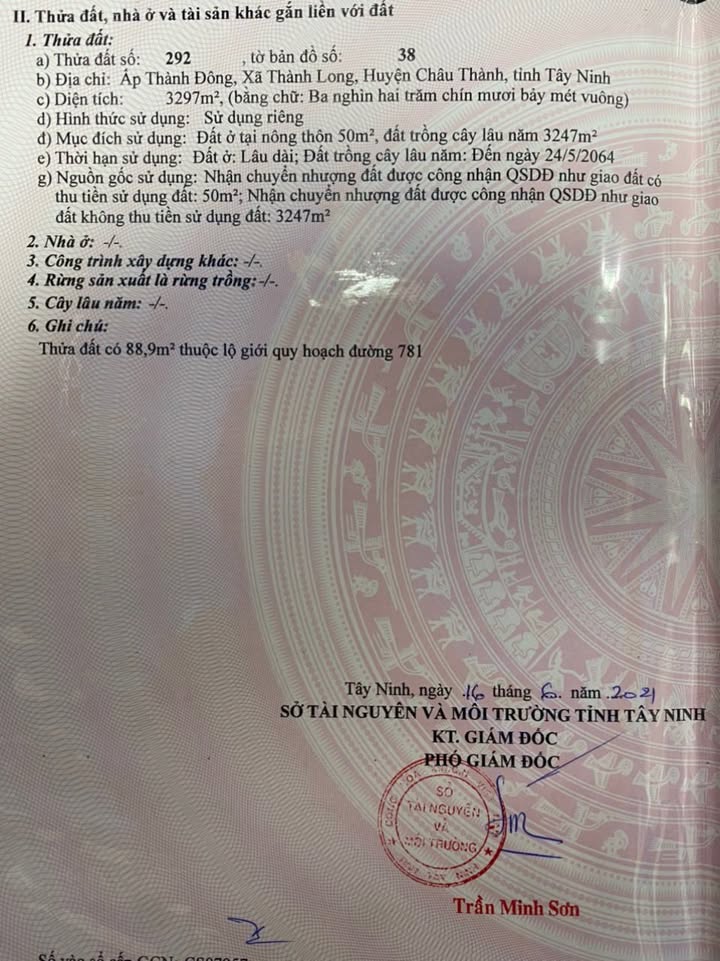 II. Thửa đất, nhà ở và tài sản khác gắn liền với đất
1. Thửa đất:
a) Thửa đất số: 292 , tờ bản đồ số: 38
b) Địa chỉ: Ấp Thành Đông, Xã Thành Long, Huyện Châu Thành, tỉnh Tây Ninh
c) Diện tích: 3297m², (bằng chữ: Ba nghìn hai trăm chín mươi bảy mét vuông)
d) Hình thức sử dụng: Sử dụng riêng
đ) Mục đích sử dụng: Đất ở tại nông thôn 50m², đất trồng cây lâu năm 3247m²
e) Thời hạn sử dụng: Đất ở: Lâu dài; Đất trồng cây lâu năm: Đến ngày 24/5/2064
g) Nguồn gốc sử dụng: Nhận chuyển nhượng đất được công nhận QSDĐ như giao đất có
thu tiền sử dụng đất: 50m²; Nhận chuyển nhượng đất được công nhận QSDĐ như giao
đất không thu tiền sử dụng đất: 3247m²
2. Nhà ở: -/-.
3. Công trình xây dựng khác: -/-.
4. Rừng sản xuất là rừng trồng: -/-.
5. Cây lâu năm: -/-.
6. Ghi chú:
Thửa đất có 88,9m² thuộc lộ giới quy hoạch đường 781
Tây Ninh, ngày .16 tháng 6. năm .2021
SỞ TÀI NGUYÊN VÀ MÔI TRƯỜNG TỈNH TÂY NINH
KT. GIÁM ĐỐC
PHÓ GIÁM ĐỐC
SỞ
TÀI NGUYÊN
VÀ
MÔI TRƯỜNG
Trần Minh Sơn